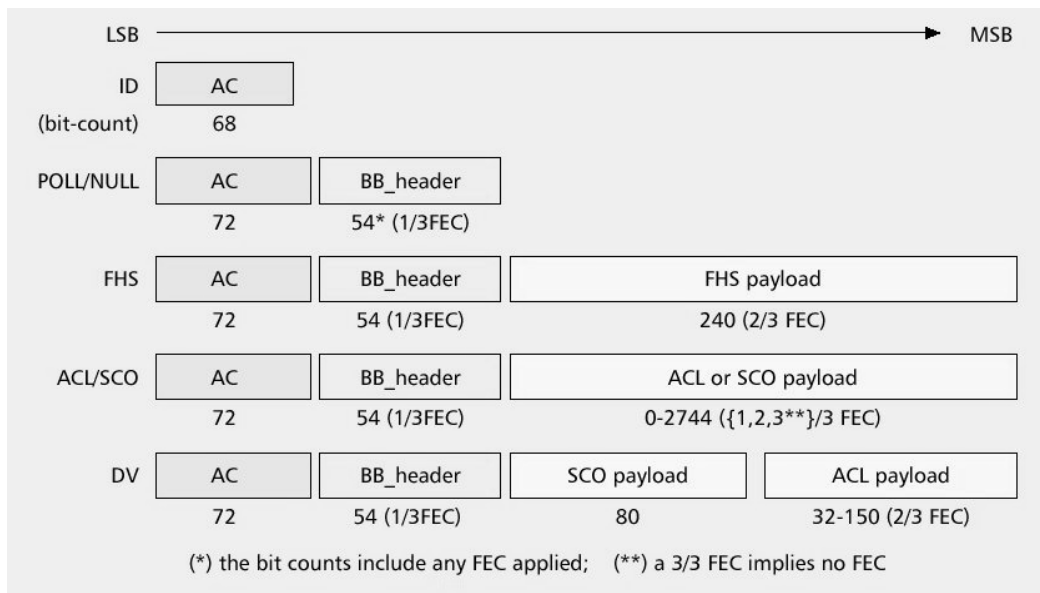 LSB MSB
ID AC
(bit-count) 68
POLL/NULL AC BB_header
72 54* (1/3FEC)
FHS AC BB_header FHS payload
72 54 (1/3FEC) 240 (2/3 FEC)
ACL/SCO AC BB_header ACL or SCO payload
72 54 (1/3FEC) 0-2744 ({1,2,3**}/3 FEC)
DV AC BB_header SCO payload ACL payload
72 54 (1/3FEC) 80 32-150 (2/3 FEC)
(*) the bit counts include any FEC applied; (**) a 3/3 FEC implies no FEC